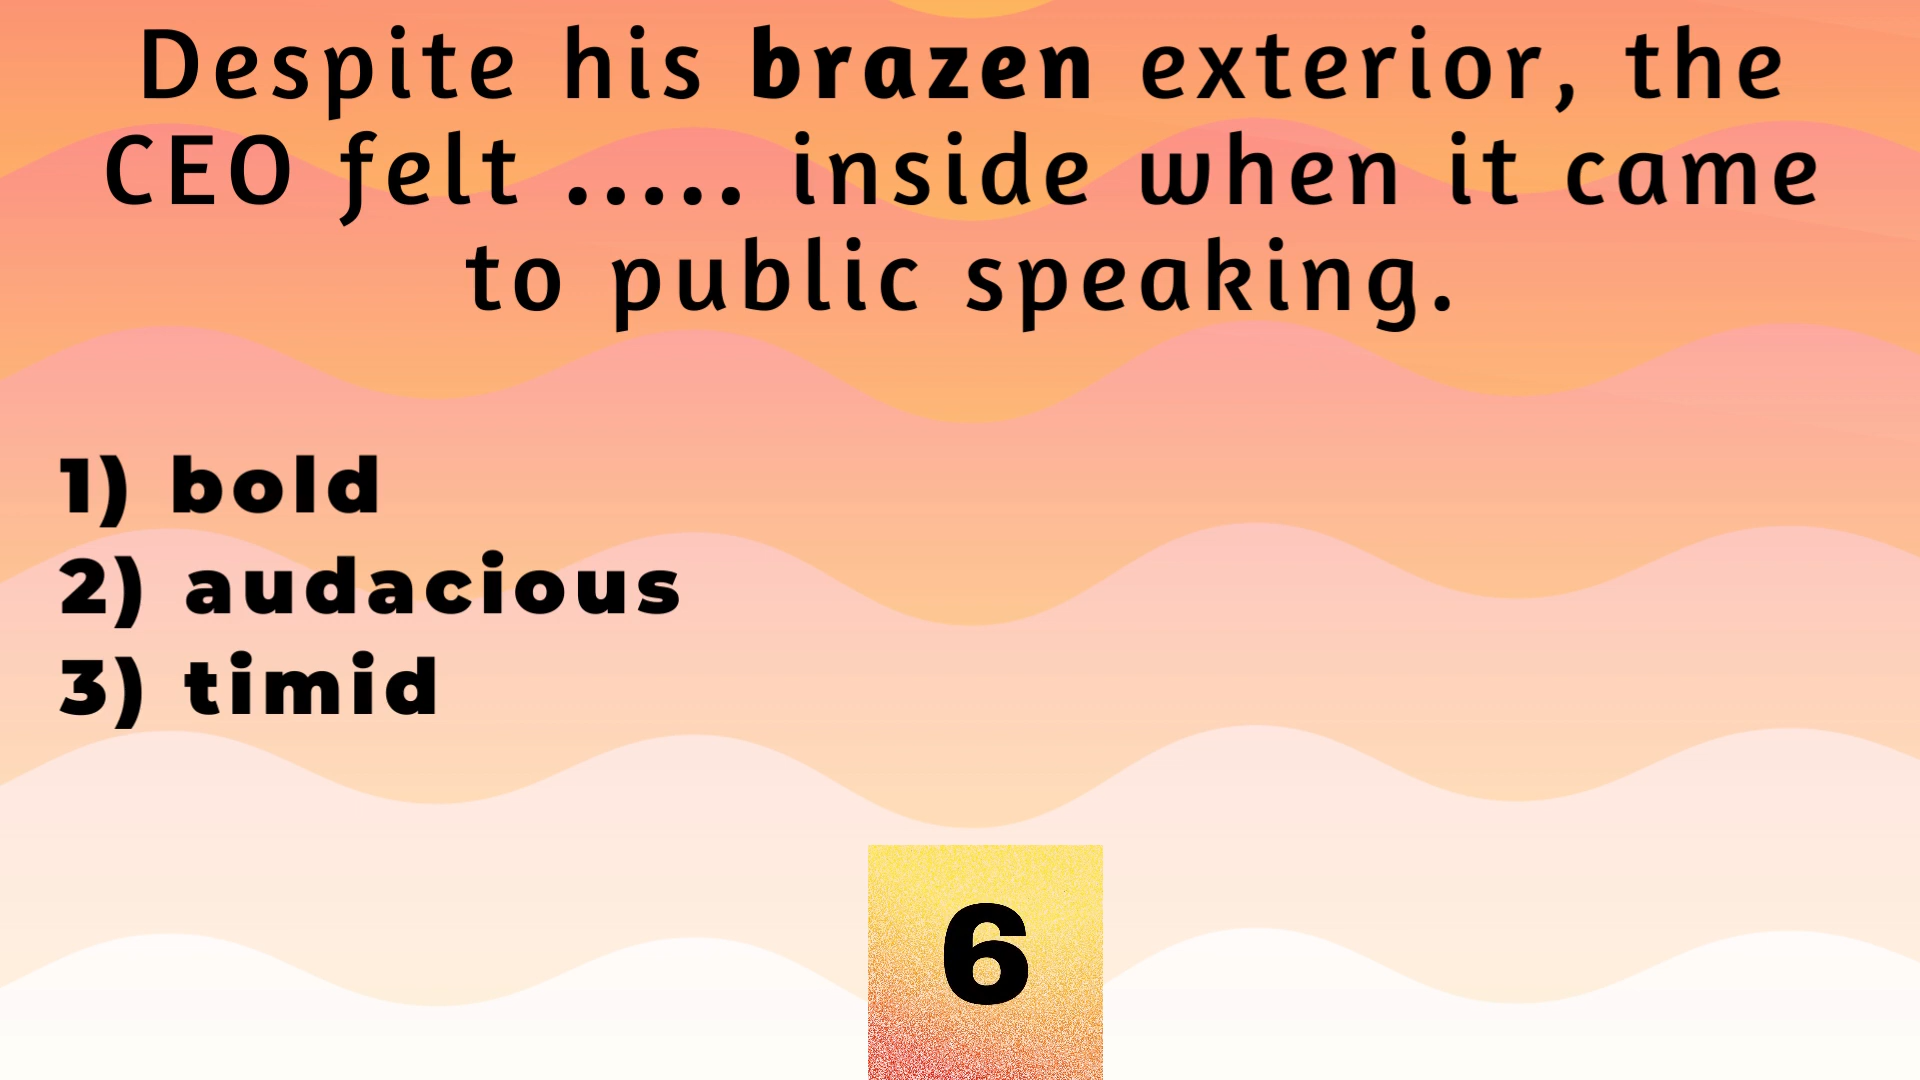 Despite his brazen exterior, the
CEO felt ..... inside when it came
to public speaking.
1) bold
2) audacious
3) timid
6